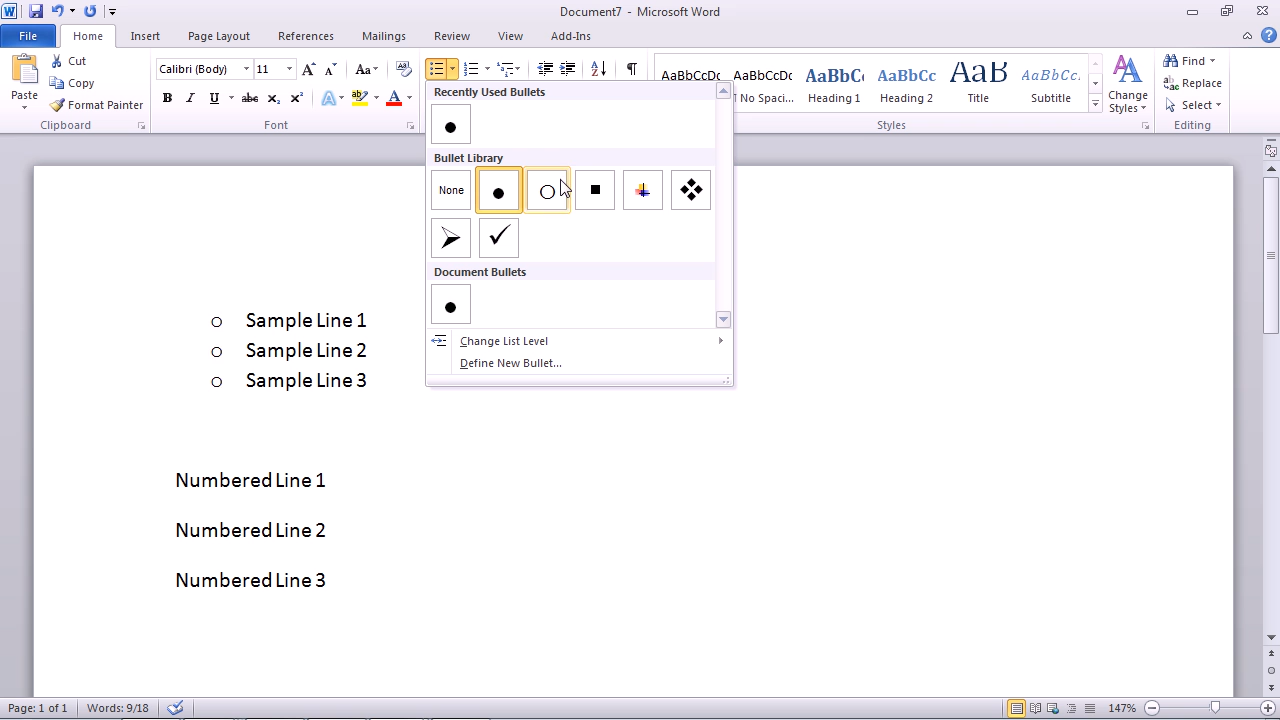 Document7 - Microsoft Word
File Home Insert Page Layout References Mailings Review View Add-Ins
Paste
Cut
Copy
Format Painter
Clipboard
Calibri (Body) 11
Font
AaBbCcDc AaBbCcDc AaBbCc AaBbCc AaB AaBbCc.
¶ No Spaci... Heading 1 Heading 2 Title Subtitle
Change Styles
Styles
Find
Replace
Select
Editing
Recently Used Bullets
Bullet Library
None
Document Bullets
Change List Level
Define New Bullet...
o Sample Line 1
o Sample Line 2
o Sample Line 3
Numbered Line 1
Numbered Line 2
Numbered Line 3
Page: 1 of 1 Words: 9/18 147%